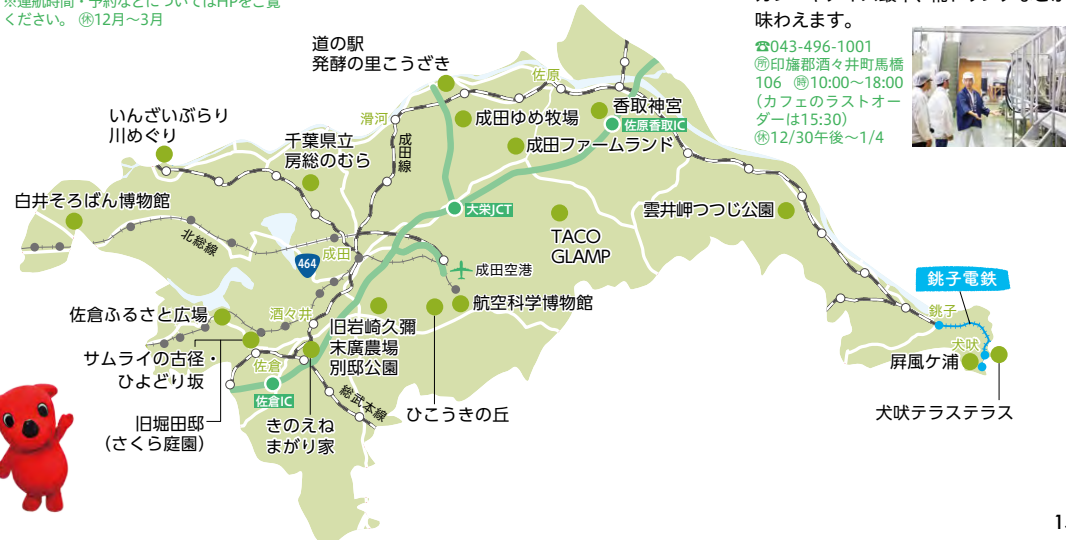 ※運航時間・予約などについてはHPをご覧
ください。 ㊡12月～3月
味わえます。
☎043-496-1001
㊟印旛郡酒々井町馬橋
106 ㊐10:00～18:00
（カフェのラストオー
ダーは15:30）
㊡12/30午後～1/4
道の駅
発酵の里こうざき
佐原
滑河
成田線
成田ゆめ牧場
香取神宮
佐原香取IC
成田ファームランド
いんざいぶらり
川めぐり
千葉県立
房総のむら
白井そろばん博物館
北総線
464
成田
大栄JCT
TACO
GLAMP
雲井岬つつじ公園
成田空港
航空科学博物館
佐倉ふるさと広場
酒々井
旧岩崎久彌
末廣農場
別邸公園
サムライの古径・
ひよどり坂
佐倉
佐倉IC
旧堀田邸
（さくら庭園）
きのえね
まがり家
総武本線
ひこうきの丘
銚子電鉄
銚子
犬吠
屏風ケ浦
犬吠テラステラス